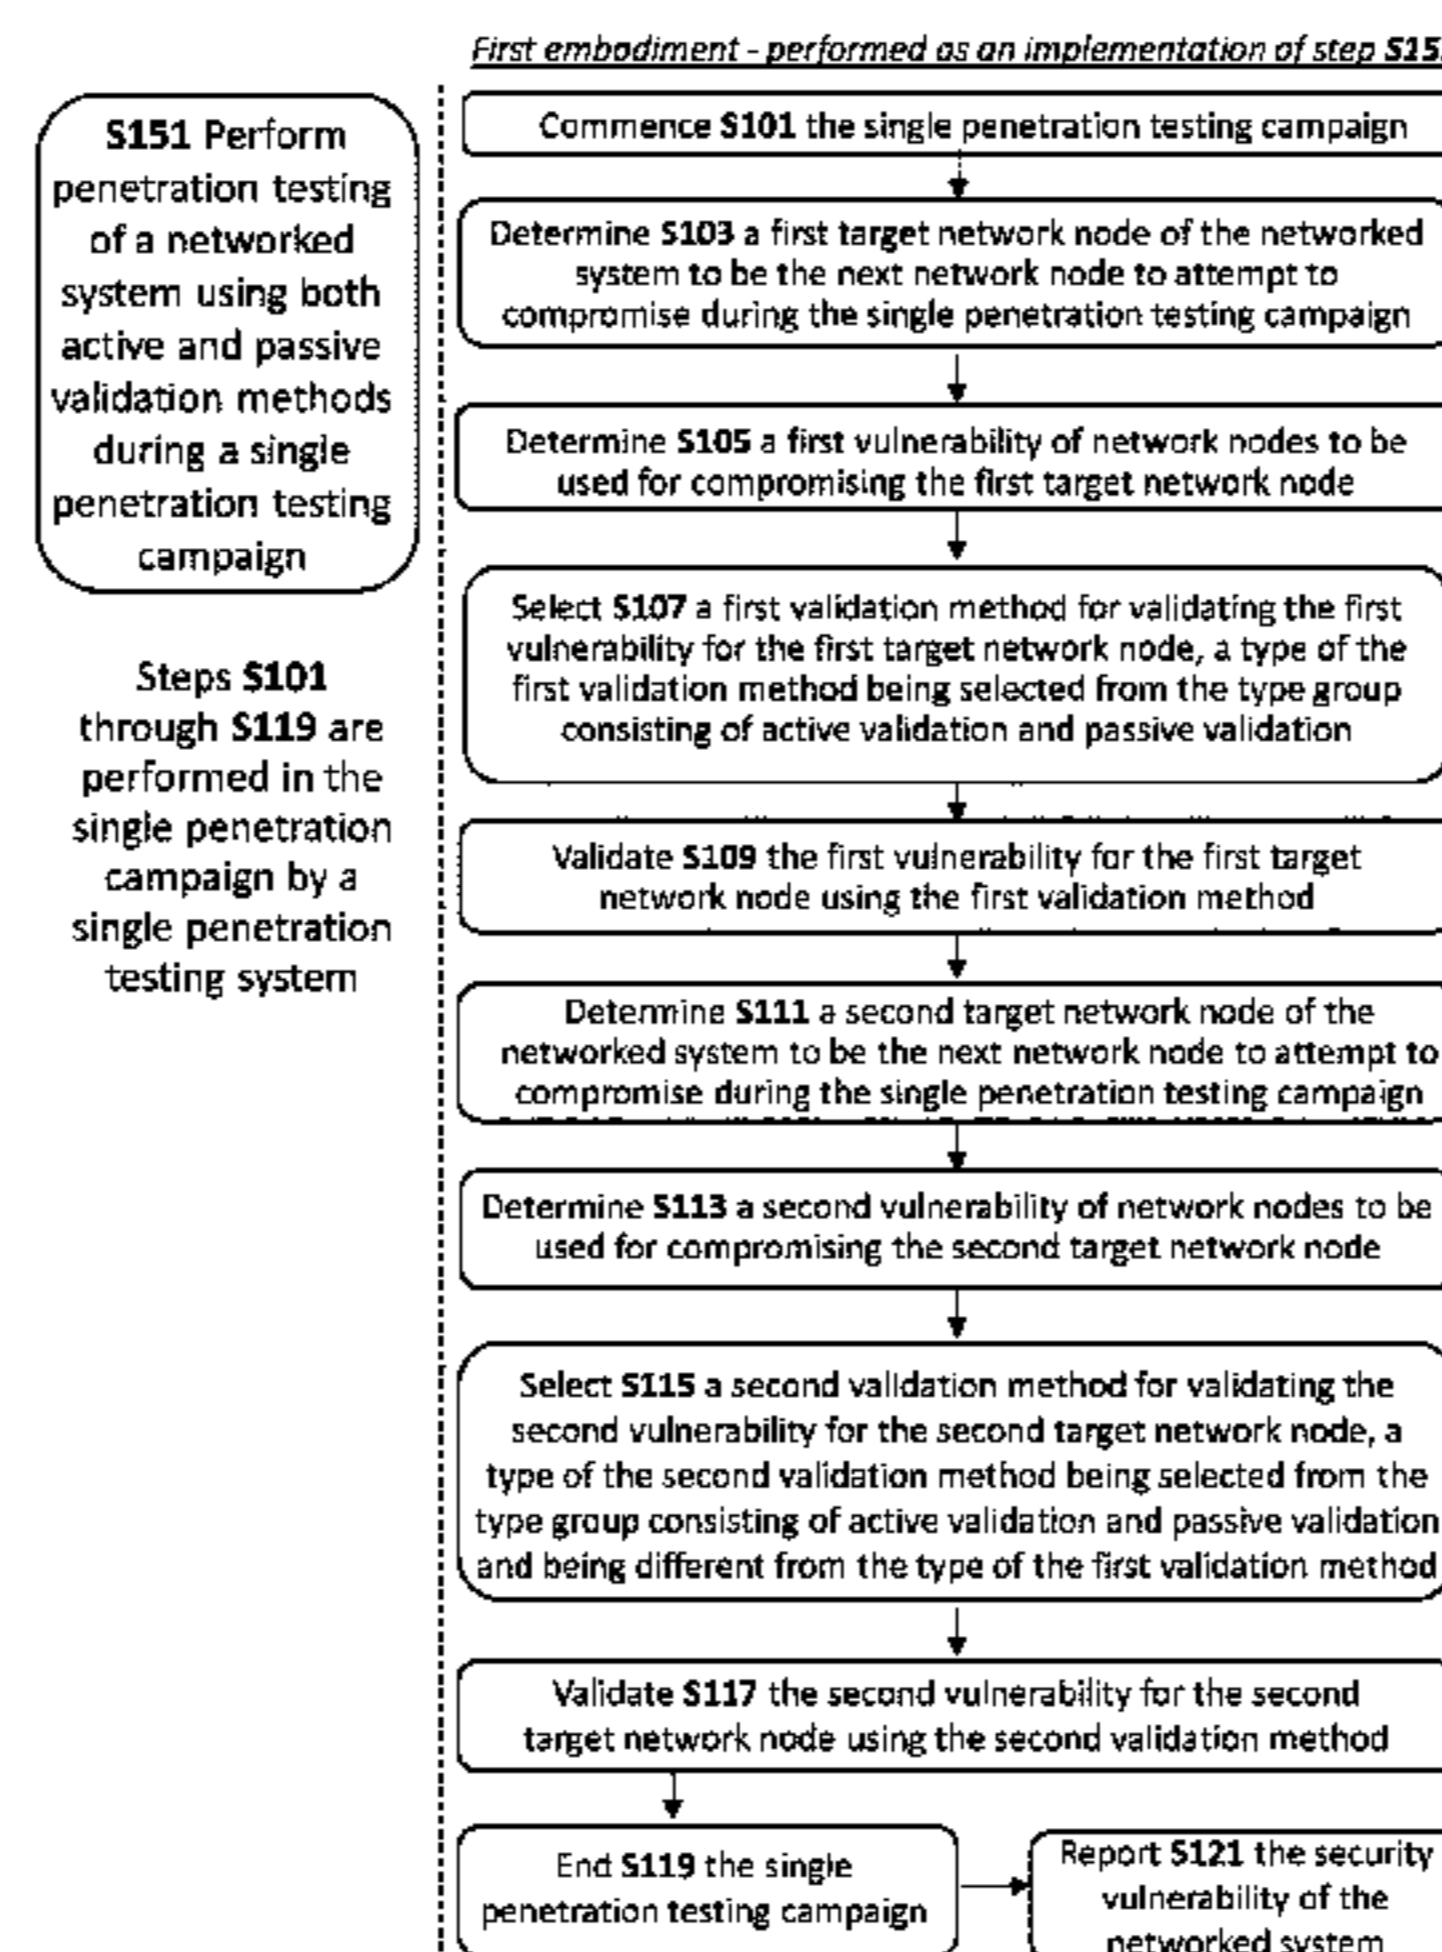 First embodiment - performed as an implementation of step S15
S151 Perform
penetration testing
of a networked
system using both
active and passive
validation methods
during a single
penetration testing
campaign
Steps S101
through S119 are
performed in the
single penetration
campaign by a
single penetration
testing system
Commence S101 the single penetration testing campaign
Determine S103 a first target network node of the networked
system to be the next network node to attempt to
compromise during the single penetration testing campaign
Determine S105 a first vulnerability of network nodes to be
used for compromising the first target network node
Select S107 a first validation method for validating the first
vulnerability for the first target network node, a type of the
first validation method being selected from the type group
consisting of active validation and passive validation
Validate S109 the first vulnerability for the first target
network node using the first validation method
Determine S111 a second target network node of the
networked system to be the next network node to attempt to
compromise during the single penetration testing campaign
Determine S113 a second vulnerability of network nodes to be
used for compromising the second target network node
Select S115 a second validation method for validating the
second vulnerability for the second target network node, a
type of the second validation method being selected from the
type group consisting of active validation and passive validation
and being different from the type of the first validation method
Validate S117 the second vulnerability for the second
target network node using the second validation method
End S119 the single
penetration testing campaign
Report S121 the security
vulnerability of the
networked system